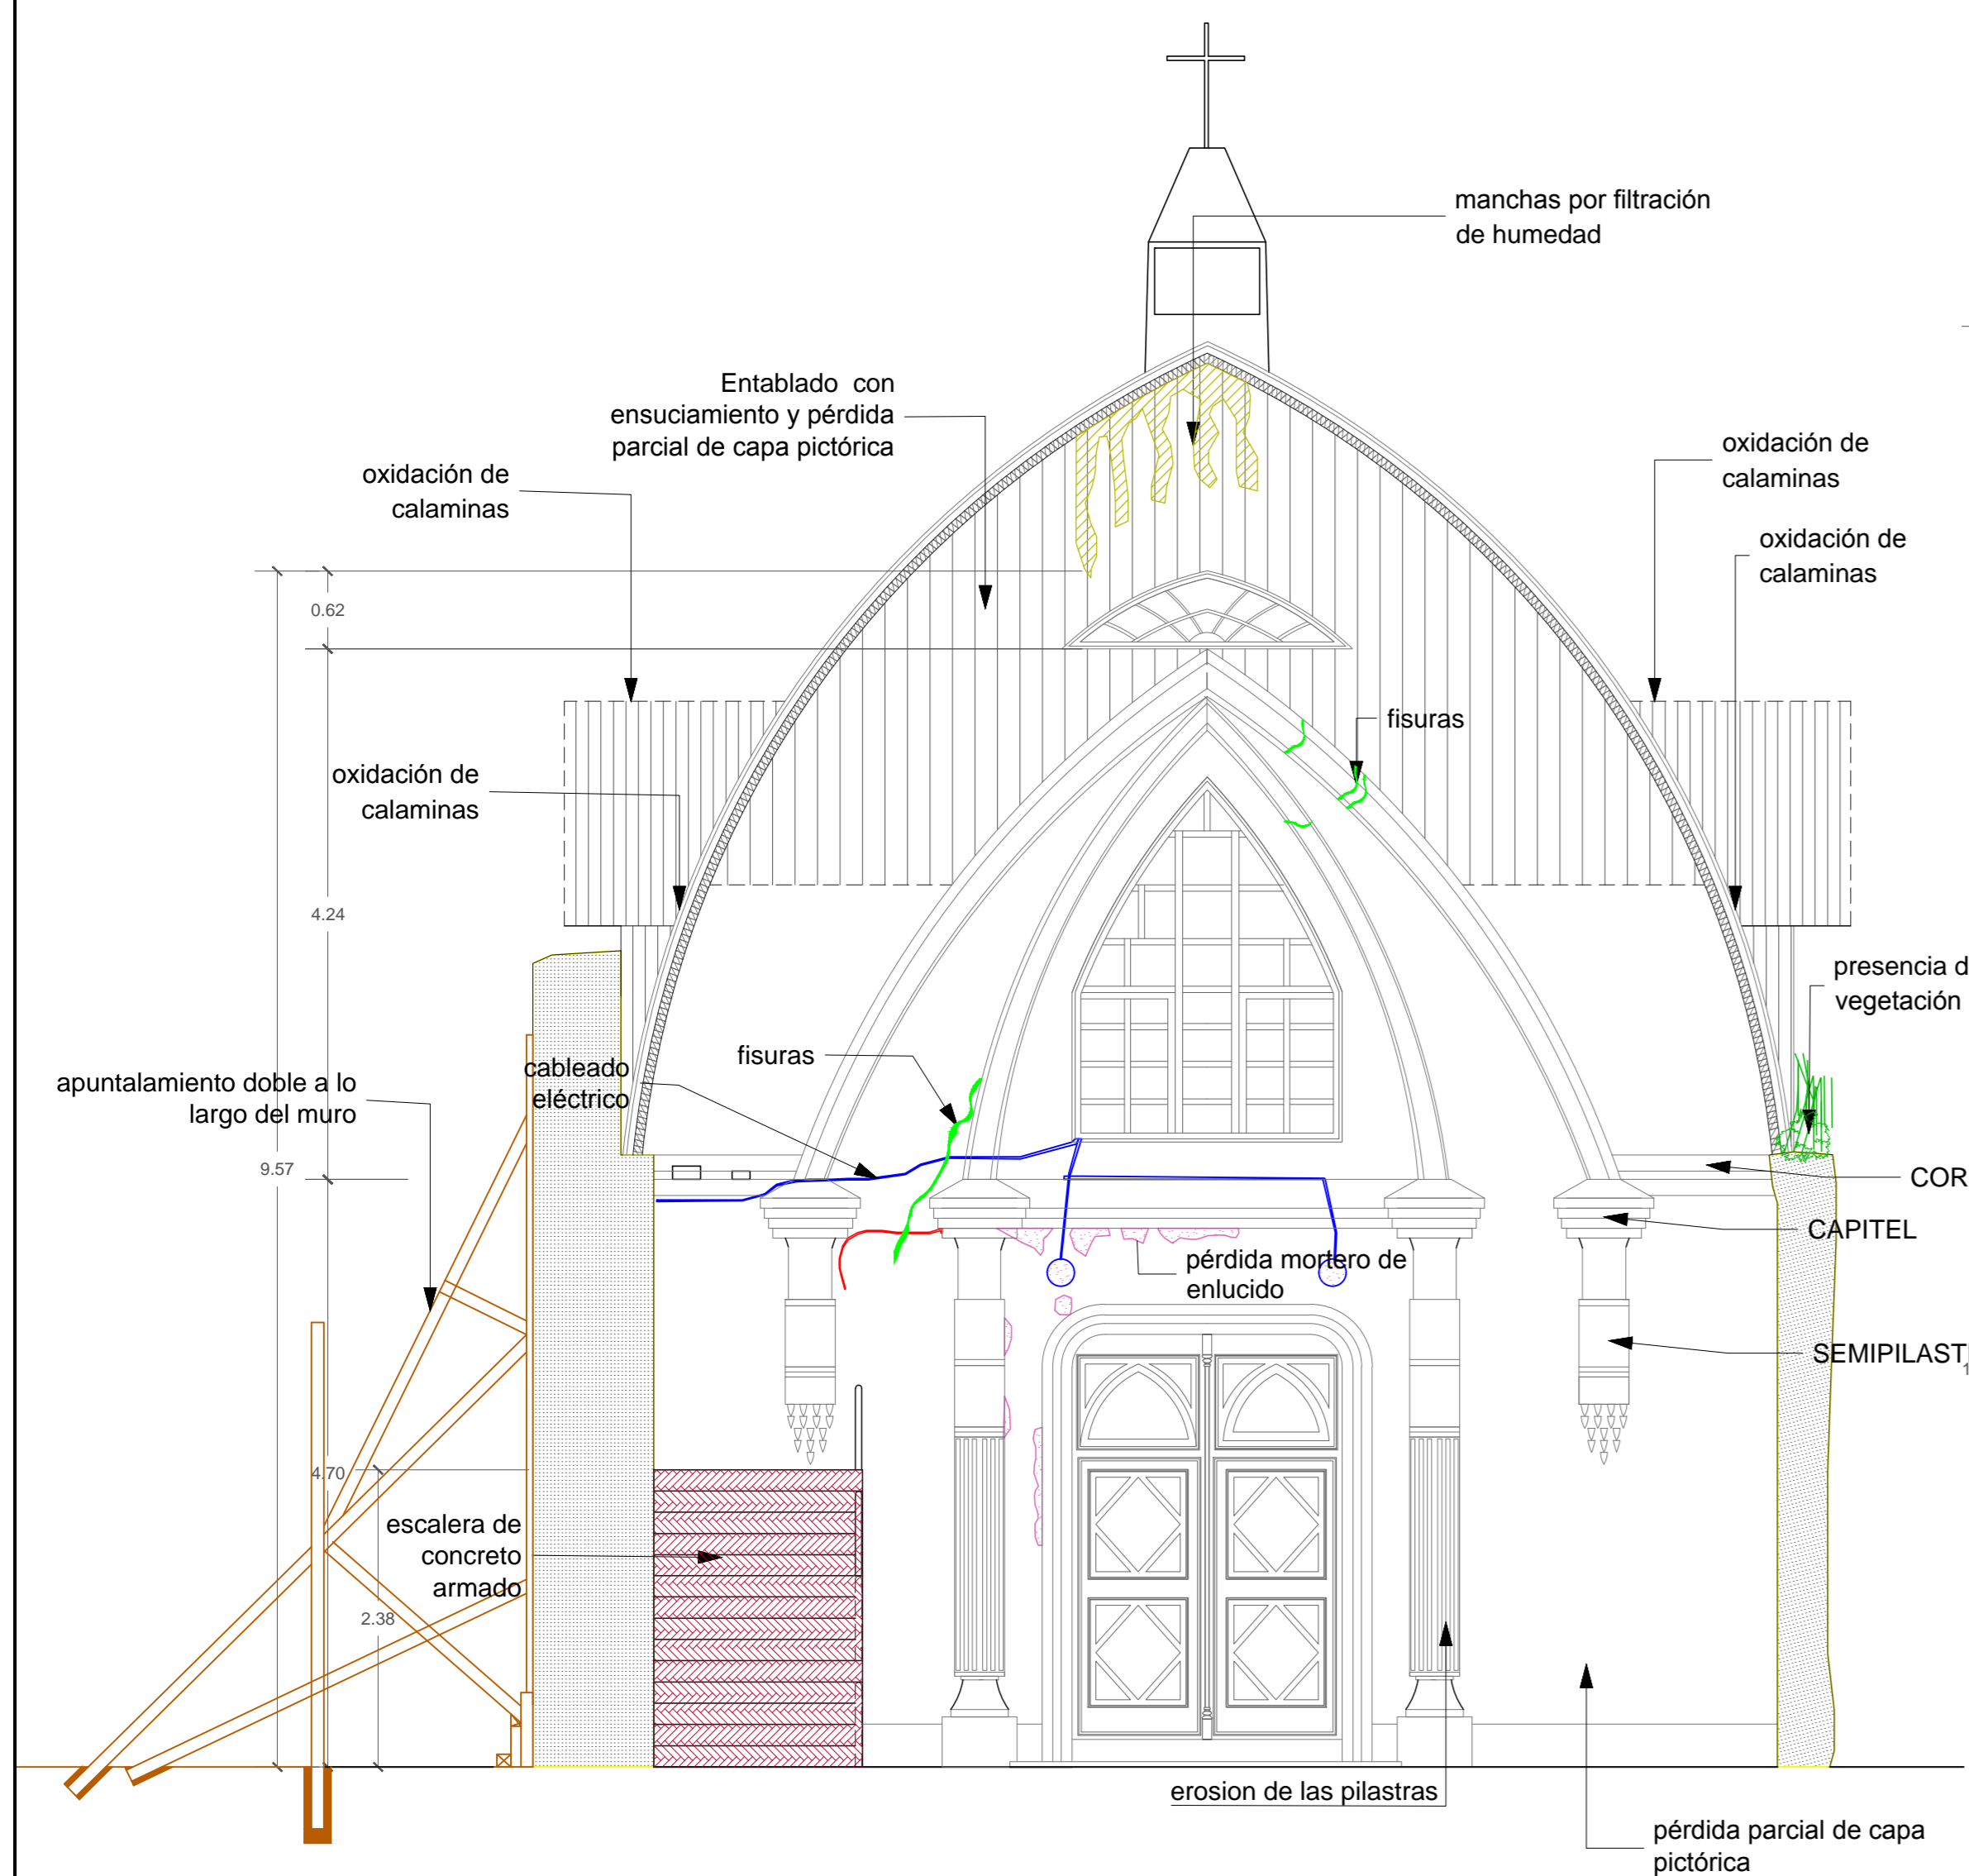 manchas por filtración
de humedad
Entablado con
ensuciamiento y pérdida
parcial de capa pictórica
oxidación de
calaminas
oxidación de
calaminas
oxidación de
calaminas
0.62
fisuras
oxidación de
calaminas
4.24
presencia d
vegetación
fisuras
cableado
eléctrico
apuntalamiento doble a lo
largo del muro
9.57
COR
CAPITEL
pérdida mortero de
enlucido
SEMIPILAST
1
4.70
escalera de
concreto
armado
2.38
erosion de las pilastras
pérdida parcial de capa
pictórica